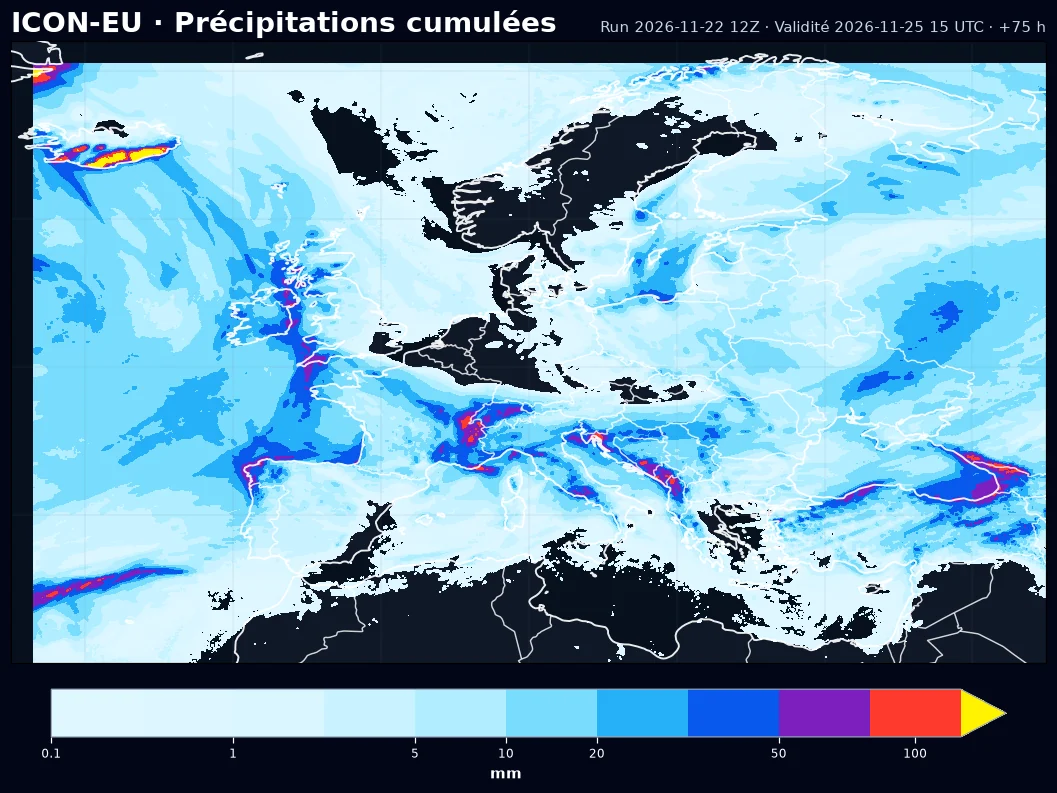 ICON-EU · Précipitations cumulées
Run 2026-11-22 12Z · Validité 2026-11-25 15 UTC · +75 h
0.1 1 5 10 20 50 100
mm